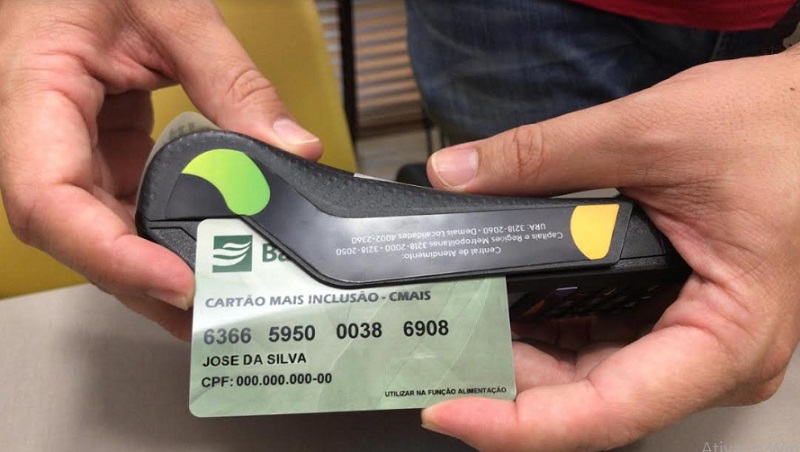 Central de Atendimento:
Capitais e Regiões Metropolitanas 3218-2000 - 3218-2050
URA: 3218-2060 - Demais Localidades 4002-2360
Ba
CARTÃO MAIS INCLUSÃO - CMAIS
6366 5950 0038 6908
JOSE DA SILVA
CPF: 000.000.000-00
UTILIZAR NA FUNÇÃO ALIMENTAÇÃO